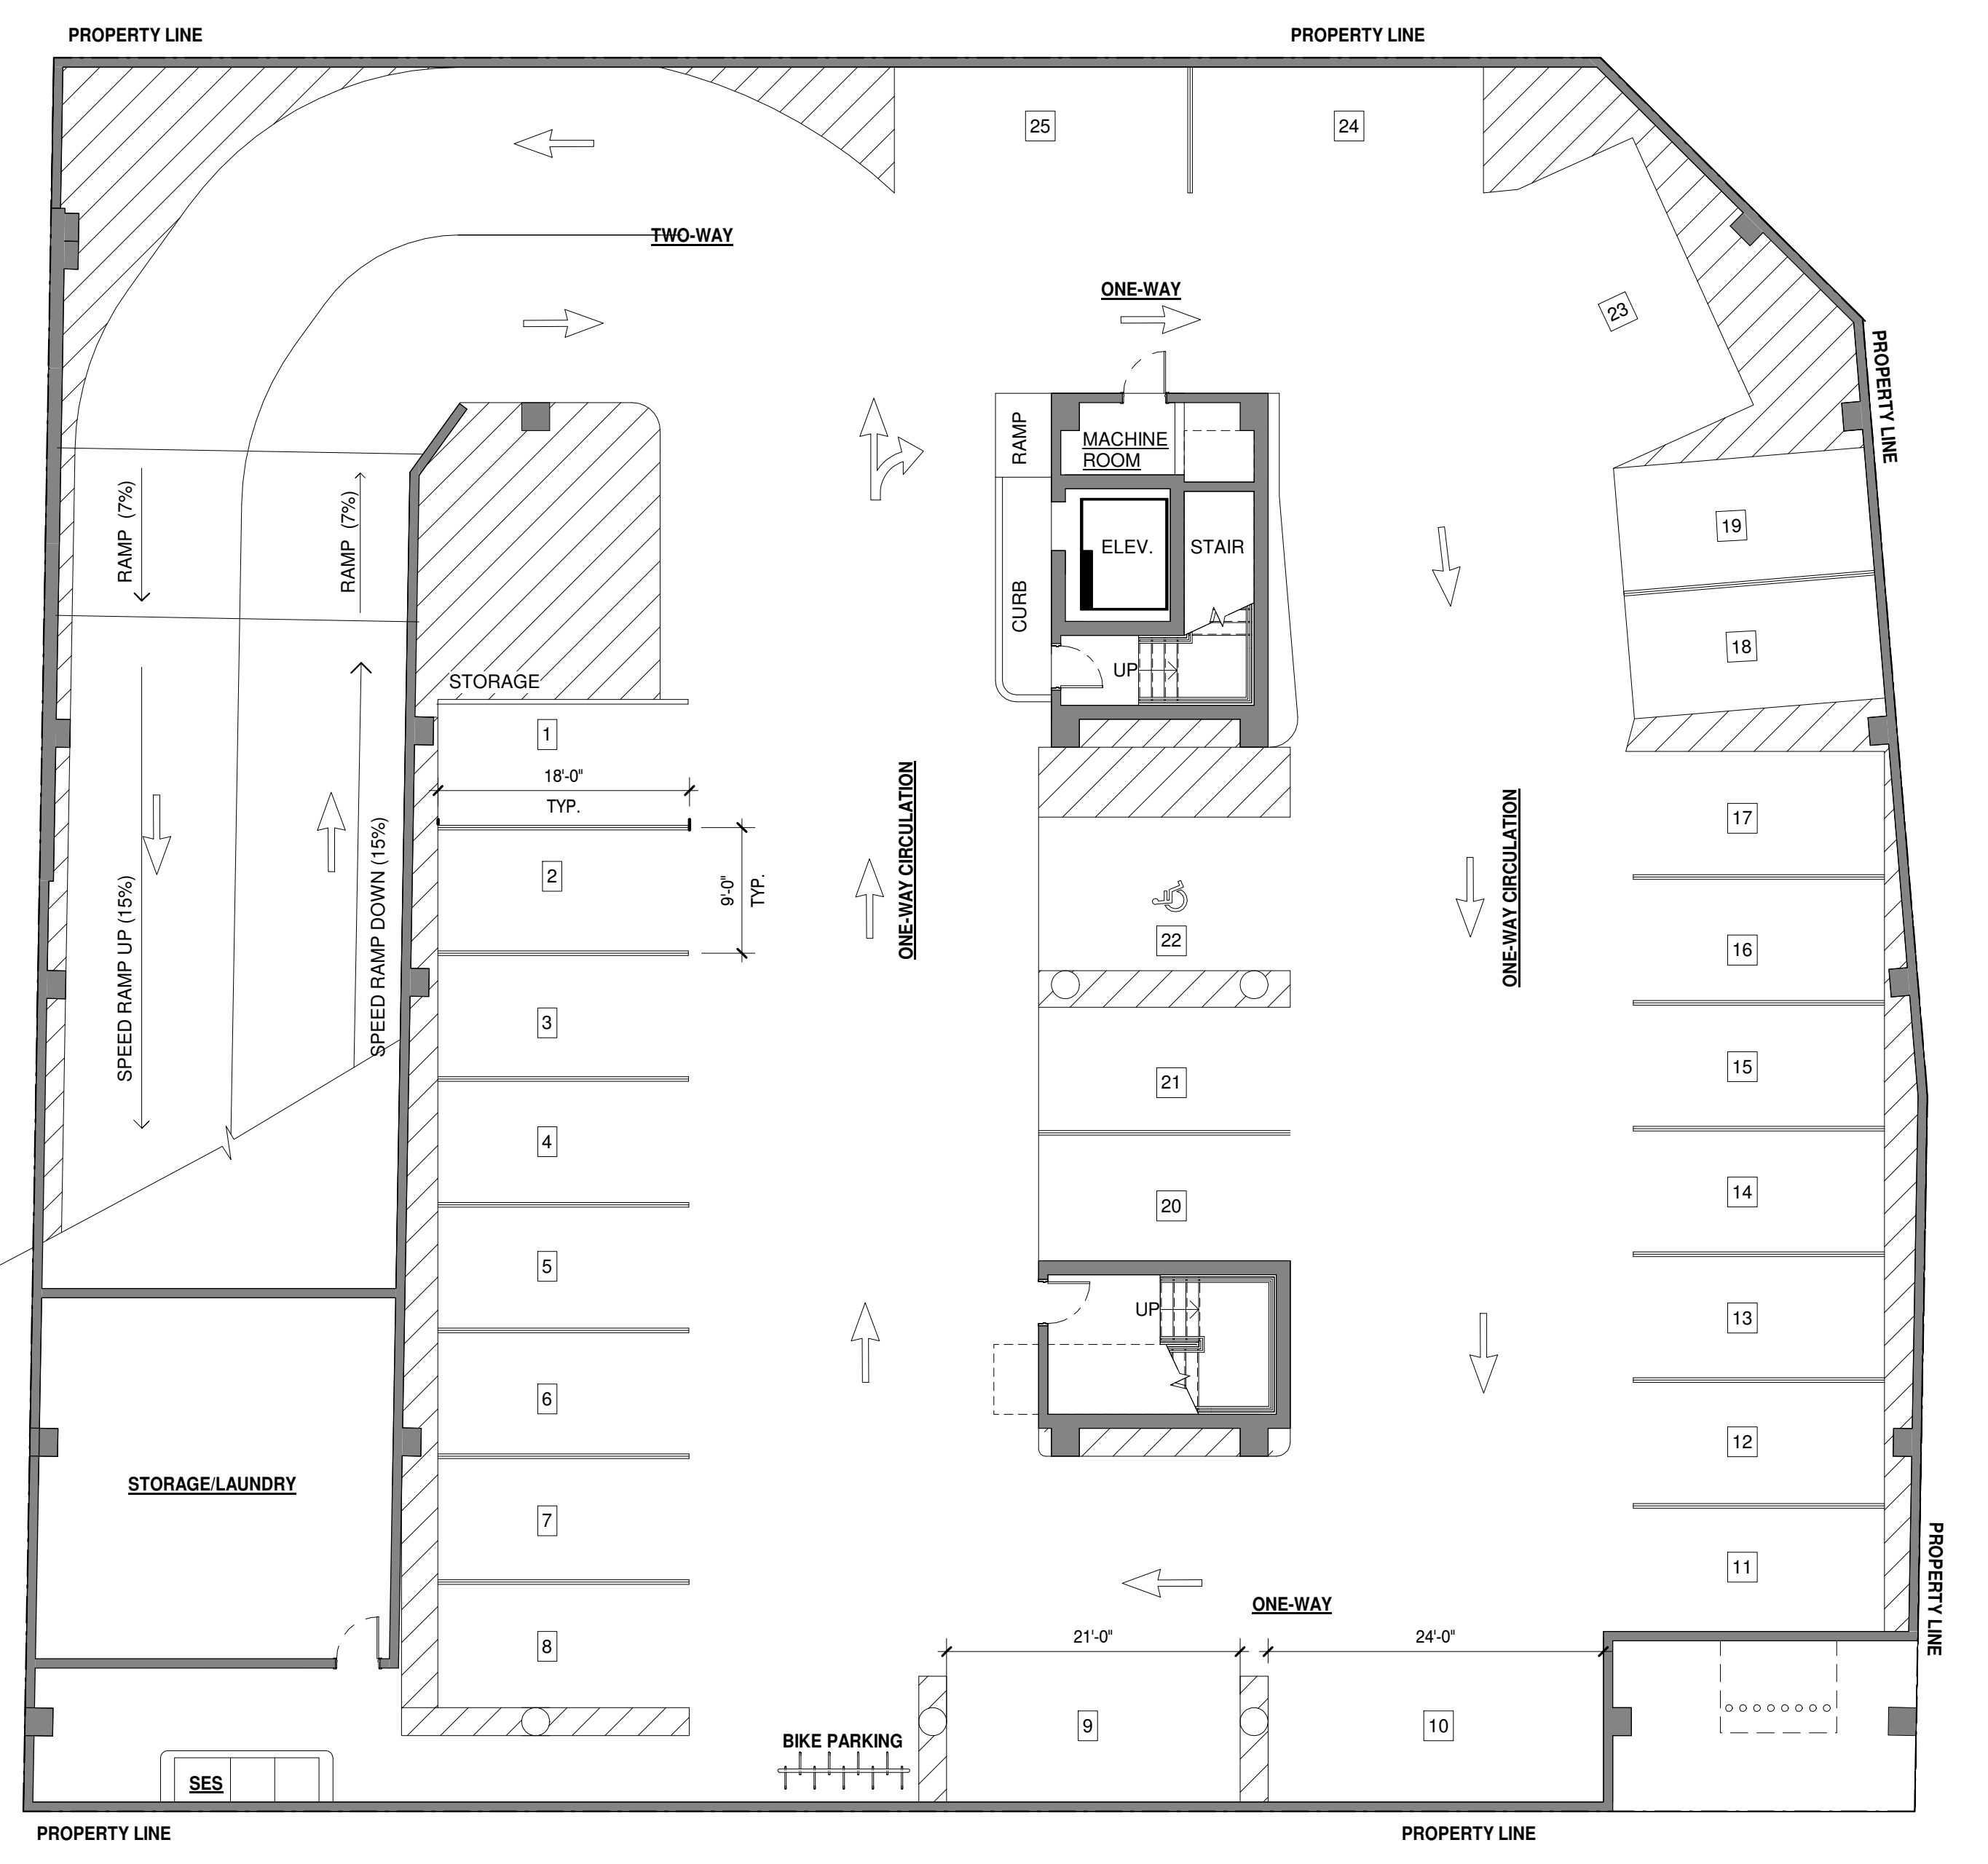 PROPERTY LINE
PROPERTY LINE
25
24
TWO-WAY
ONE-WAY
23
PROPERTY LINE
RAMP
MACHINE
ROOM
RAMP (7%)
RAMP (7%)
19
ELEV.
STAIR
CURB
18
UP
STORAGE
1
18'-0"
TYP.
ONE-WAY CIRCULATION
ONE-WAY CIRCULATION
17
2
9'-0"
TYP.
SPEED RAMP UP (15%)
SPEED RAMP DOWN (15%)
22
16
3
21
15
4
20
14
5
UP
13
6
12
STORAGE/LAUNDRY
7
11
PROPERTY LINE
ONE-WAY
8
21'-0"
24'-0"
9
10
BIKE PARKING
SES
PROPERTY LINE
PROPERTY LINE